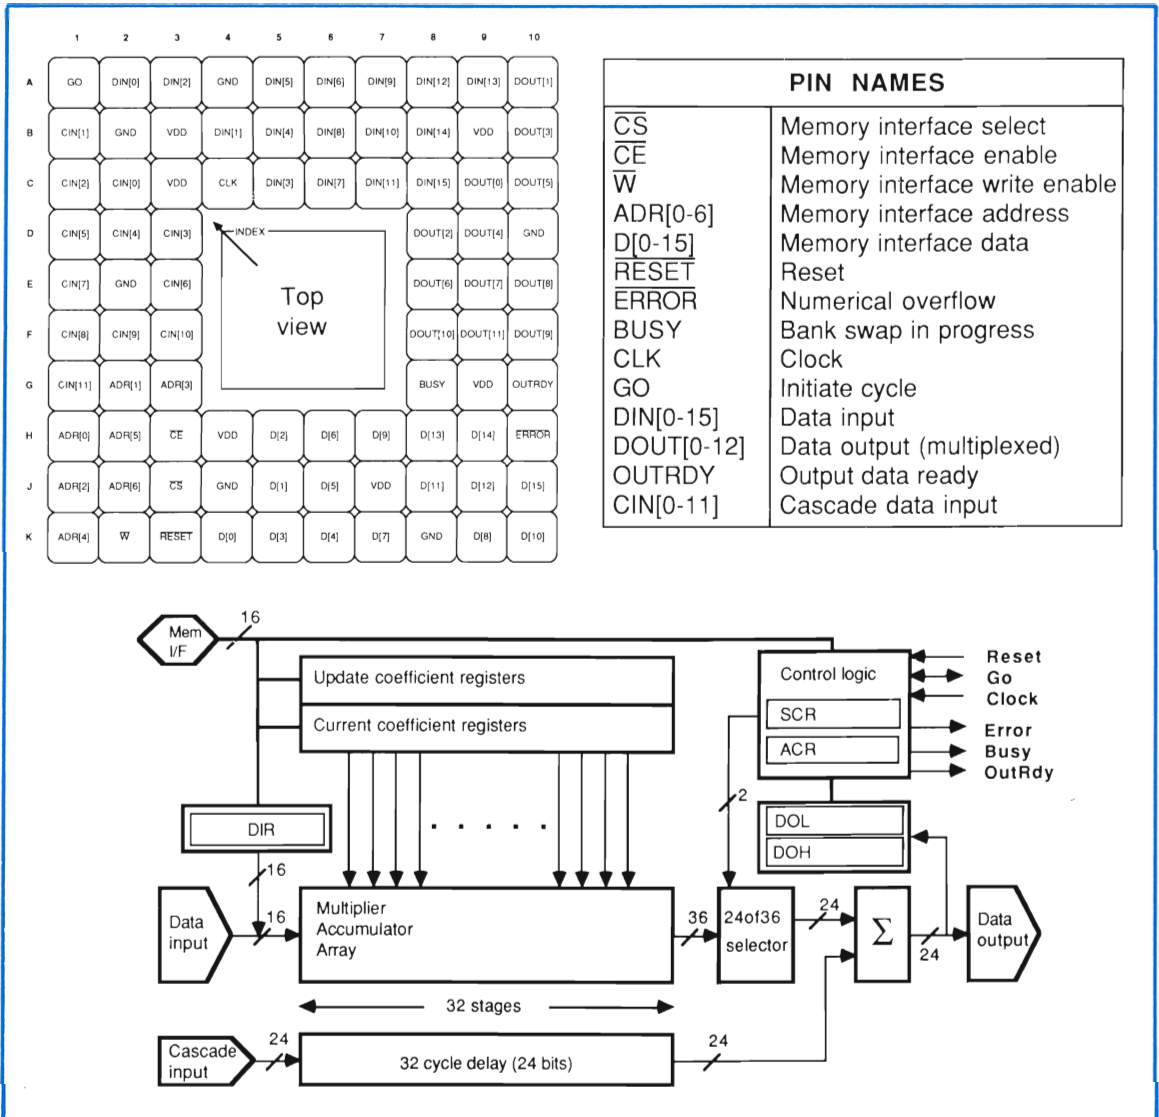 1 2 3 4 5 6 7 8 9 10
A GO DIN[0] DIN[2] GND DIN[5] DIN[6] DIN[9] DIN[12] DIN[13] DOUT[1]
B CIN[1] GND VDD DIN[1] DIN[4] DIN[8] DIN[10] DIN[14] VDD DOUT[3]
C CIN[2] CIN[0] VDD CLK DIN[3] DIN[7] DIN[11] DIN[15] DOUT[0] DOUT[5]
D CIN[5] CIN[4] CIN[3] INDEX DOUT[2] DOUT[4] GND
E CIN[7] GND CIN[6] DOUT[6] DOUT[7] DOUT[8]
Top
view
F CIN[8] CIN[9] CIN[10] DOUT[10] DOUT[11] DOUT[9]
G CIN[11] ADR[1] ADR[3] BUSY VDD OUTRDY
H ADR[0] ADR[5] C̅E̅ VDD D[2] D[6] D[9] D[13] D[14] E̅R̅R̅O̅R̅
J ADR[2] ADR[6] C̅S̅ GND D[1] D[5] VDD D[11] D[12] D[15]
K ADR[4] W̅ R̅E̅S̅E̅T̅ D[0] D[3] D[4] D[7] GND D[8] D[10]
PIN NAMES
C̅S̅ Memory interface select
C̅E̅ Memory interface enable
W̅ Memory interface write enable
ADR[0-6] Memory interface address
D[0-15] Memory interface data
R̅E̅S̅E̅T̅ Reset
E̅R̅R̅O̅R̅ Numerical overflow
BUSY Bank swap in progress
CLK Clock
GO Initiate cycle
DIN[0-15] Data input
DOUT[0-12] Data output (multiplexed)
OUTRDY Output data ready
CIN[0-11] Cascade data input
Mem
I/F
16
Update coefficient registers
Current coefficient registers
Control logic
SCR
ACR
Reset
Go
Clock
Error
Busy
OutRdy
2
DIR
DOL
DOH
16
Data
input
16
Multiplier
Accumulator
Array
36
24of36
selector
24
Σ
24
Data
output
32 stages
Cascade
input
24
32 cycle delay (24 bits)
24